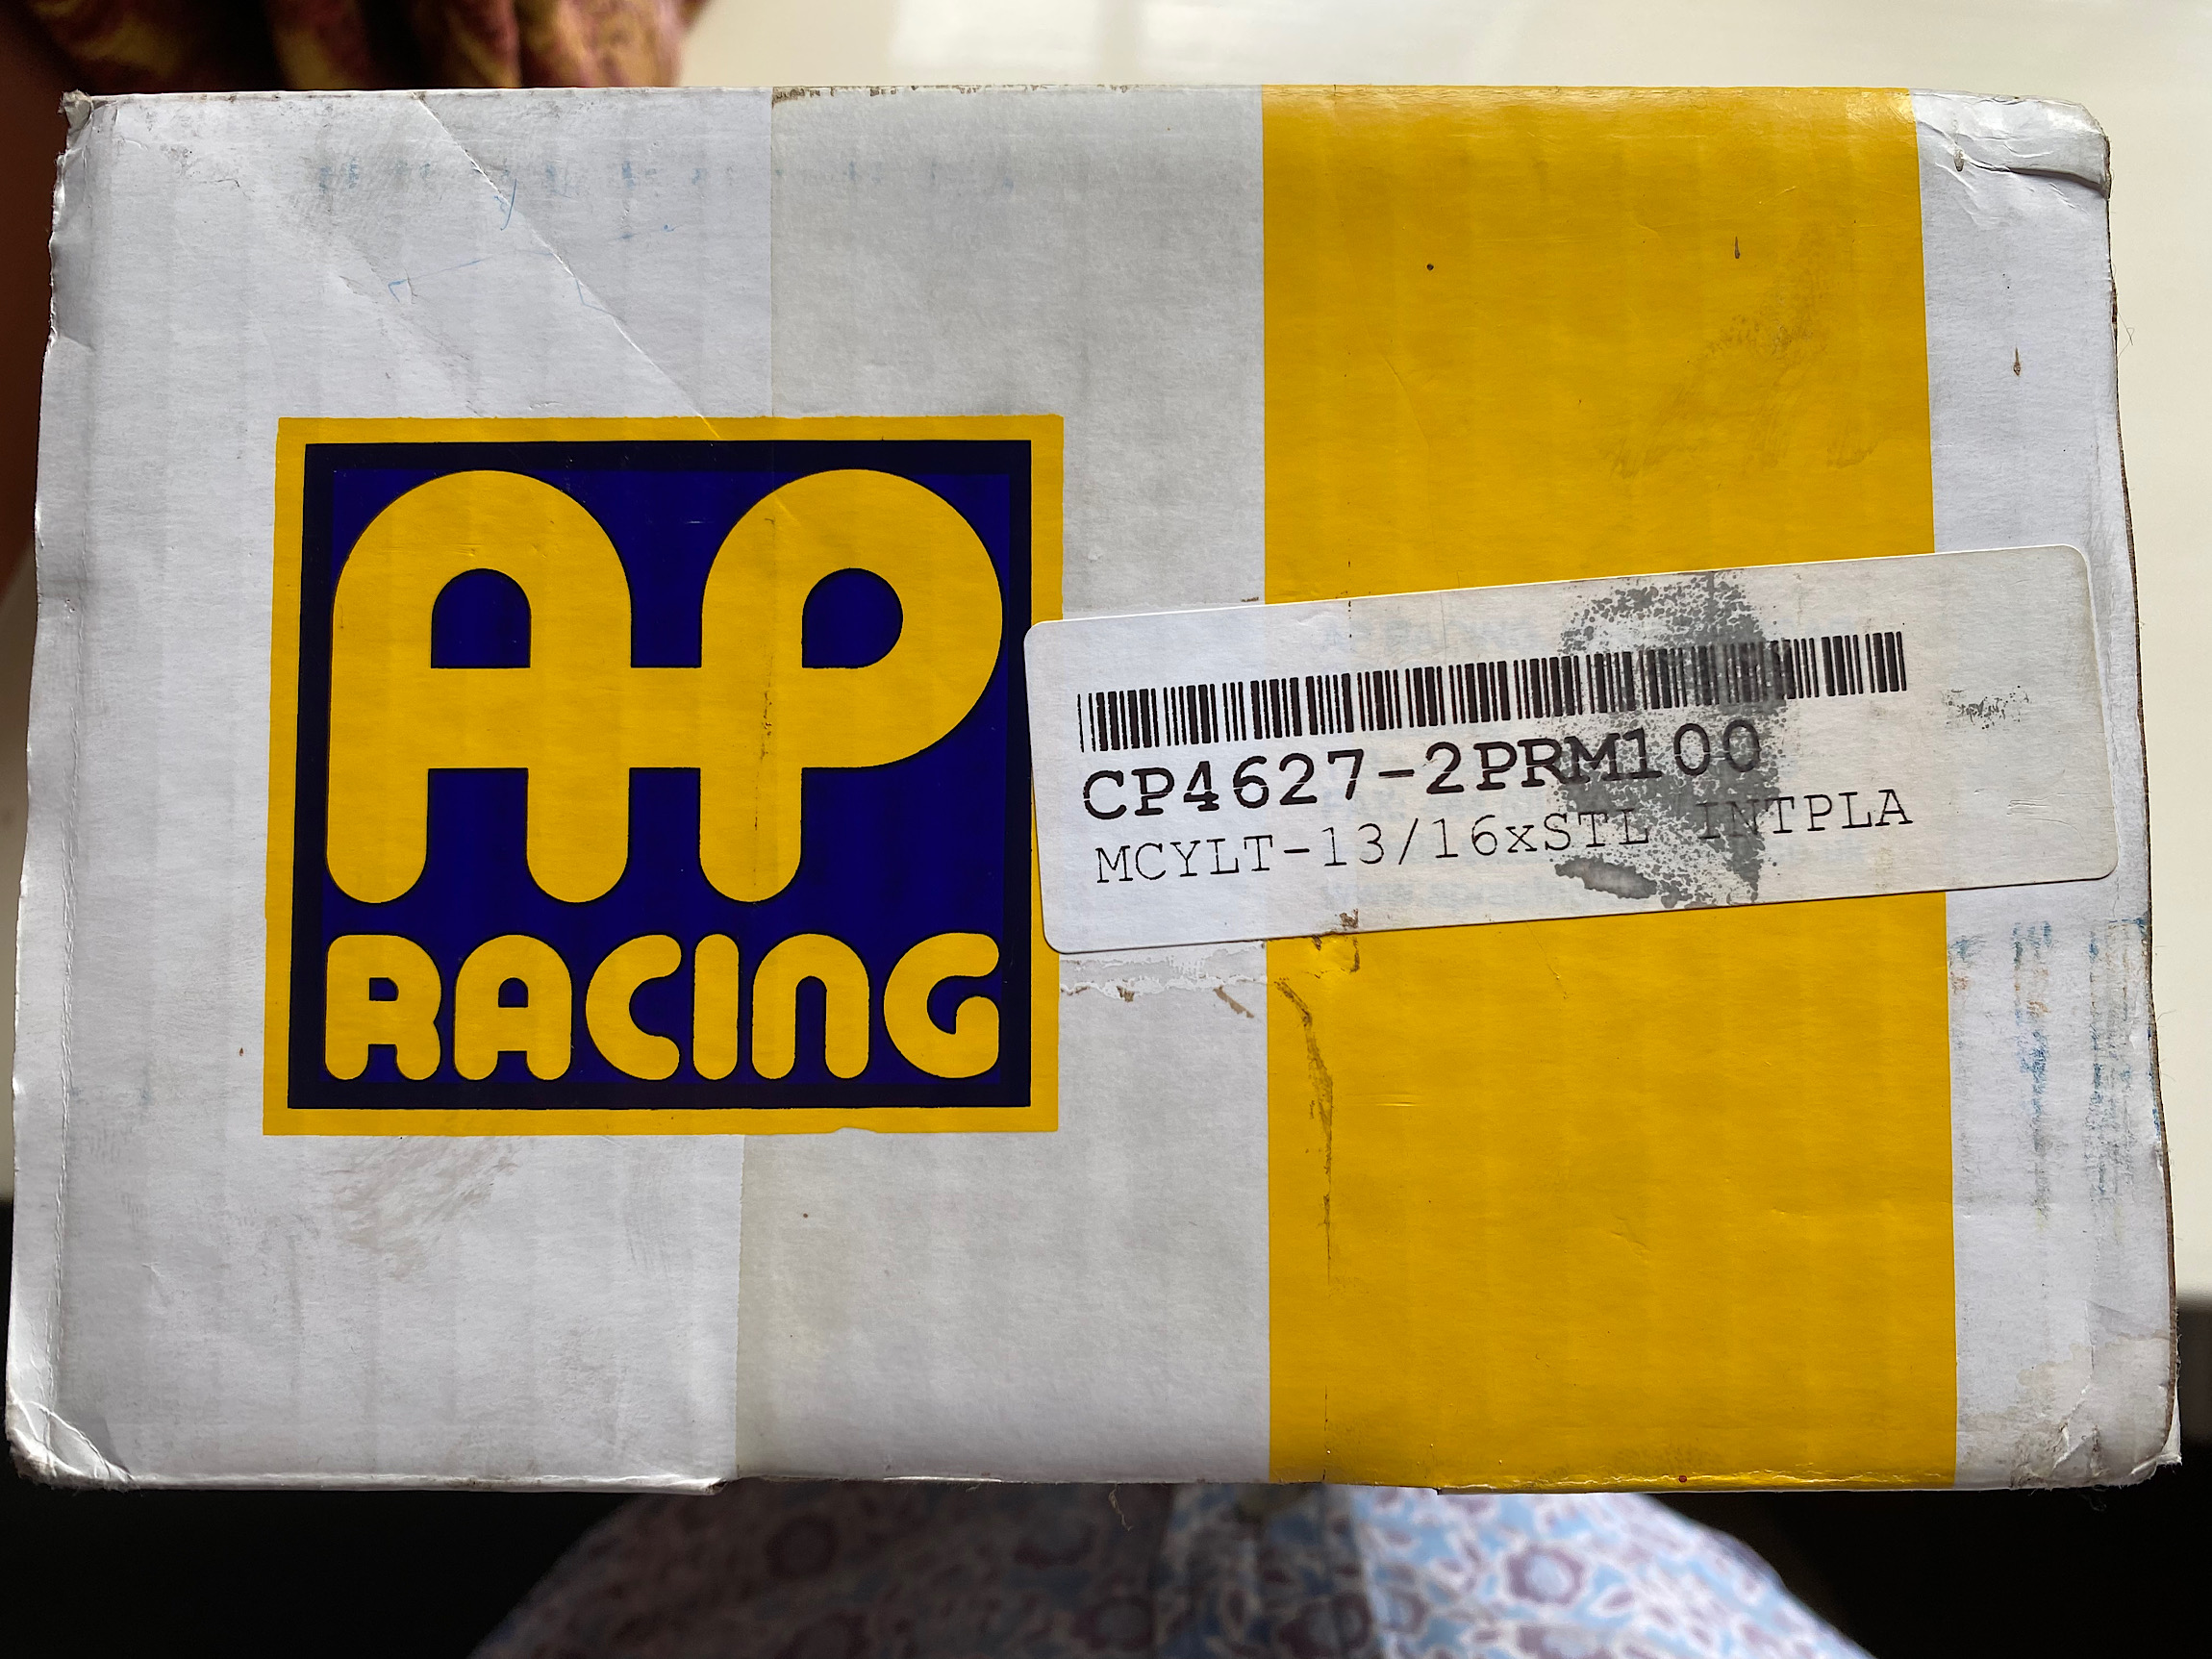 AP
RACING
CP4627-2PRM100
MCYLT-13/16xSTL INTPLA